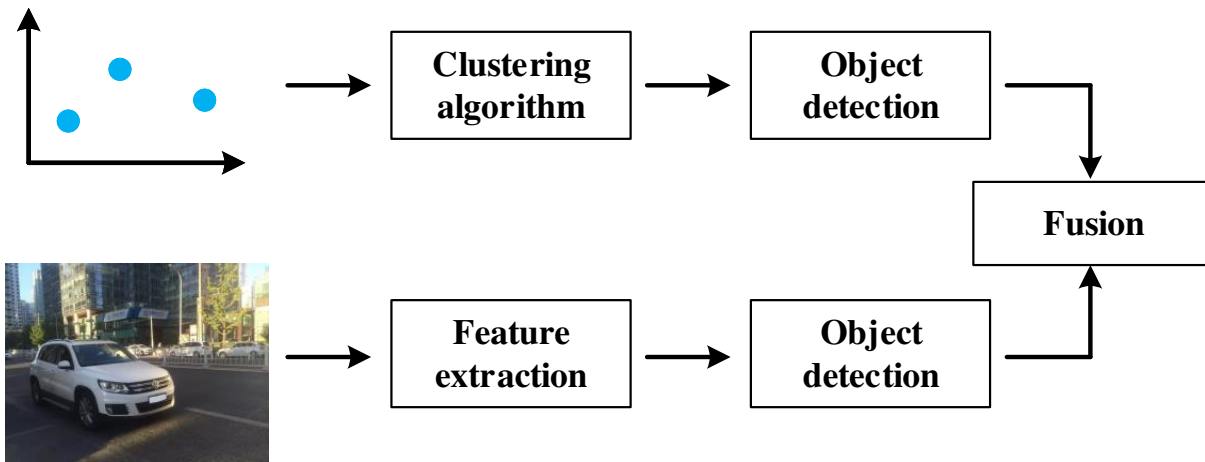 Clustering
algorithm
Object
detection
Fusion
Feature
extraction
Object
detection